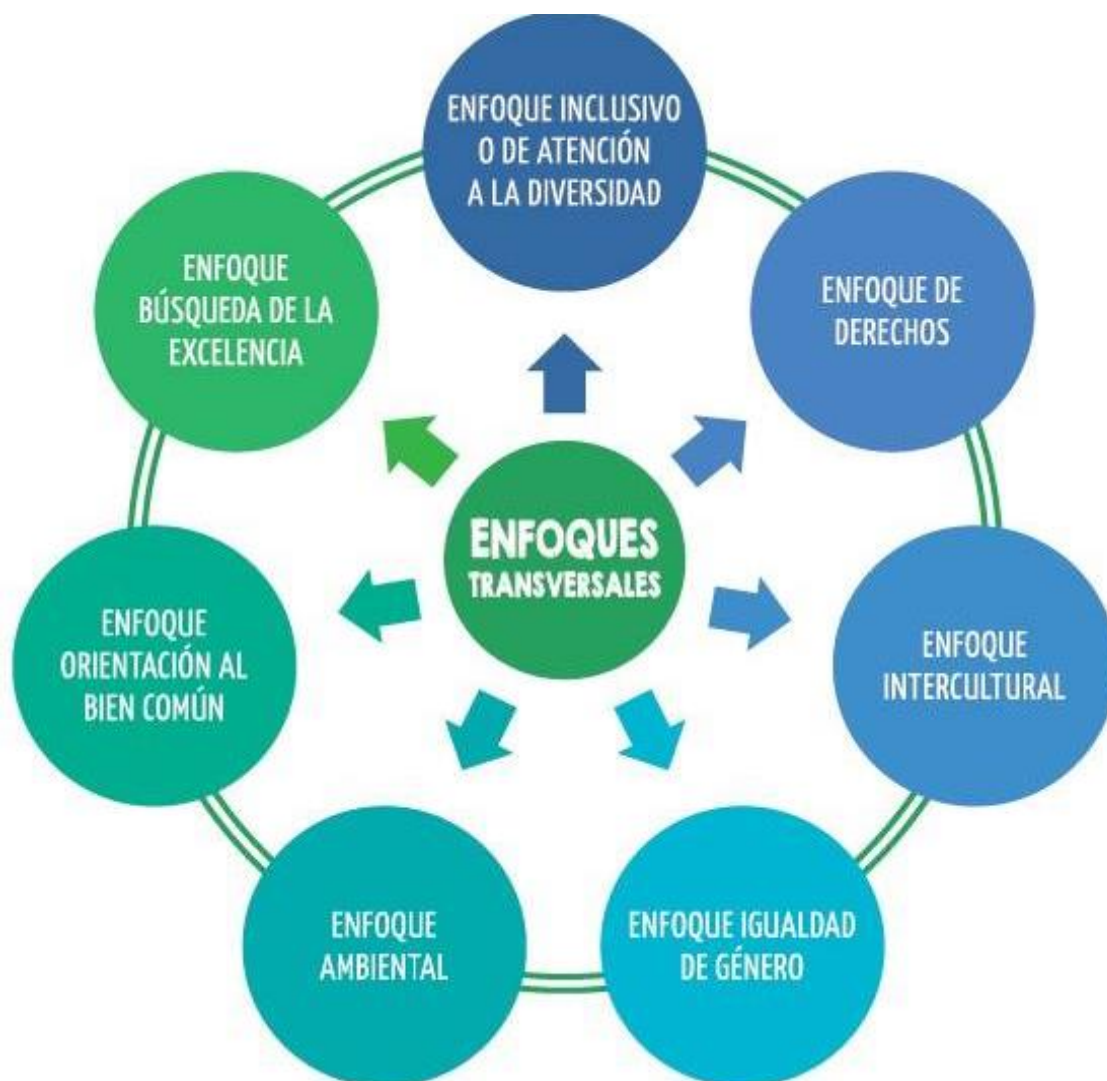 ENFOQUE INCLUSIVO
O DE ATENCIÓN
A LA DIVERSIDAD
ENFOQUE DE
DERECHOS
ENFOQUE
INTERCULTURAL
ENFOQUE IGUALDAD
DE GÉNERO
ENFOQUE
AMBIENTAL
ENFOQUE
ORIENTACIÓN AL
BIEN COMÚN
ENFOQUE
BÚSQUEDA DE LA
EXCELENCIA
ENFOQUES
TRANSVERSALES